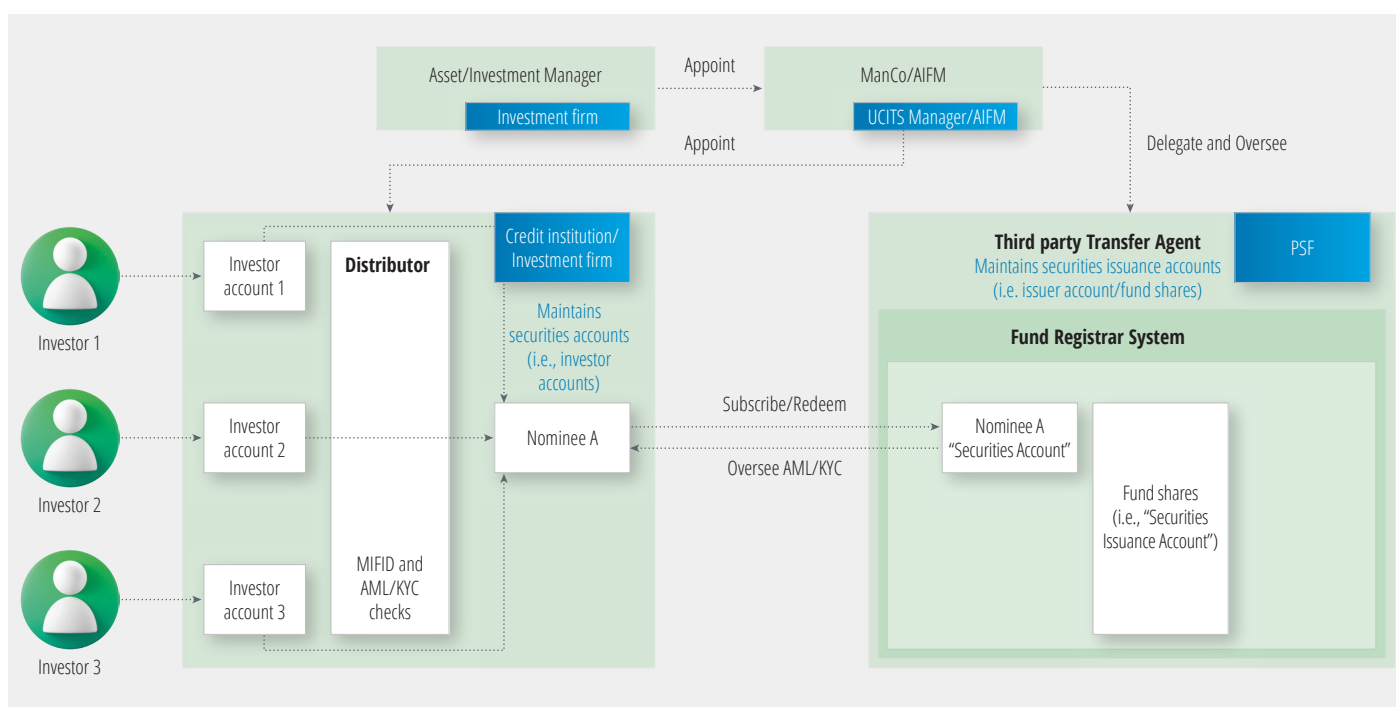 Asset/Investment Manager
Investment firm
Appoint
ManCo/AIFM
UCITS Manager/AIFM
Appoint
Delegate and Oversee
Investor 1
Investor
account 1
Distributor
Credit institution/
Investment firm
Maintains
securities accounts
(i.e., investor
accounts)
Third party Transfer Agent
Maintains securities issuance accounts
(i.e. issuer account/fund shares)
PSF
Fund Registrar System
Investor 2
Investor
account 2
Nominee A
Subscribe/Redeem
Oversee AML/KYC
Nominee A
“Securities Account”
Fund shares
(i.e., “Securities
Issuance Account”)
Investor 3
Investor
account 3
MIFID and
AML/KYC
checks